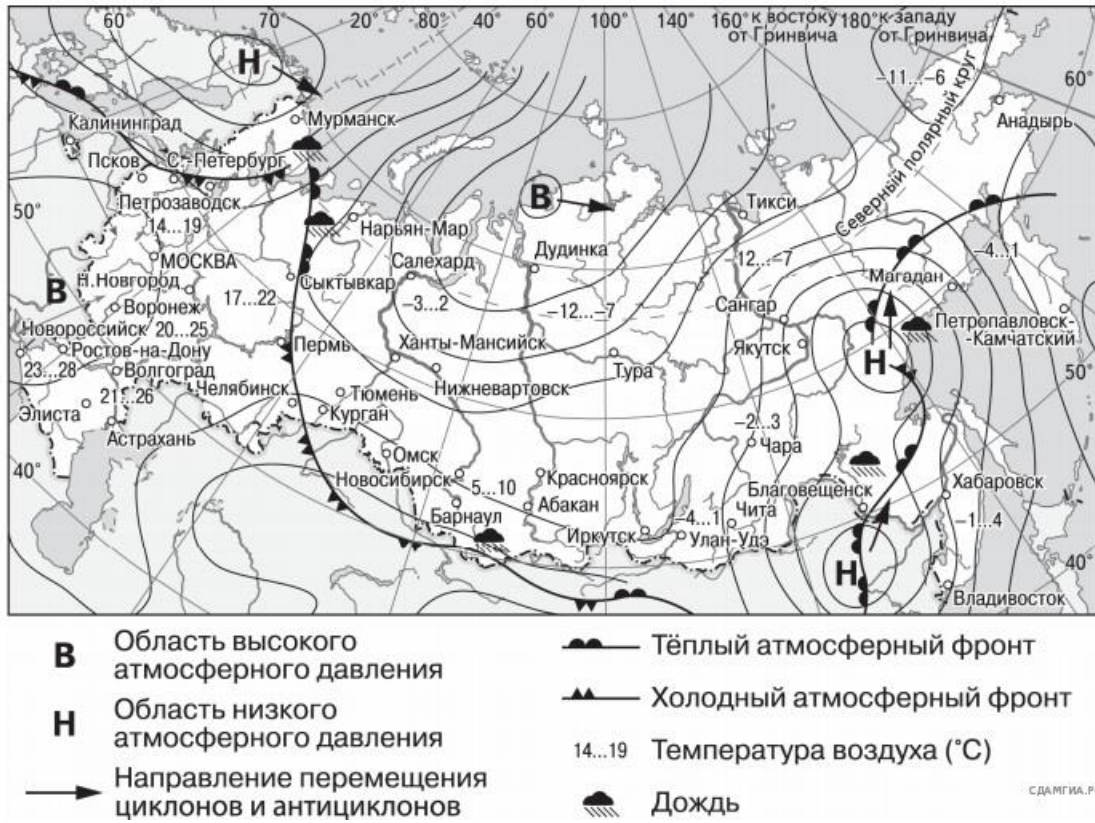 60° 70° 20° 80° 40° 60° 100° 120° 140° 160° 180°
к востоку от Гринвича
к западу от Гринвича
60°
50°
40°
50°
40°
Северный полярный круг
Н
В
В
Н
Н
Мурманск
Калининград
Псков
С.-Петербург
Петрозаводск
14...19
МОСКВА
Н.Новгород
Воронеж
17...22
Новороссийск
20...25
Ростов-на-Дону
23...28
Волгоград
Элиста
21...26
Астрахань
Нарьян-Мар
Салехард
Сыктывкар
–3...2
Пермь
Ханты-Мансийск
Челябинск
Тюмень
Нижневартовск
Курган
Омск
Новосибирск
5...10
Барнаул
Дудинка
–12...–7
Тура
Красноярск
Абакан
Иркутск
–4...1
Чита
Улан-Удэ
Тикси
–12...–7
Сангар
Якутск
–2...3
Чара
Благовещенск
Магадан
–11...–6
Анадырь
–4...1
Петропавловск-
-Камчатский
Хабаровск
–1...4
Владивосток
В Область высокого
атмосферного давления
Н Область низкого
атмосферного давления
Направление перемещения
циклонов и антициклонов
Тёплый атмосферный фронт
Холодный атмосферный фронт
14...19 Температура воздуха (°С)
Дождь
СДАМГИА.Р